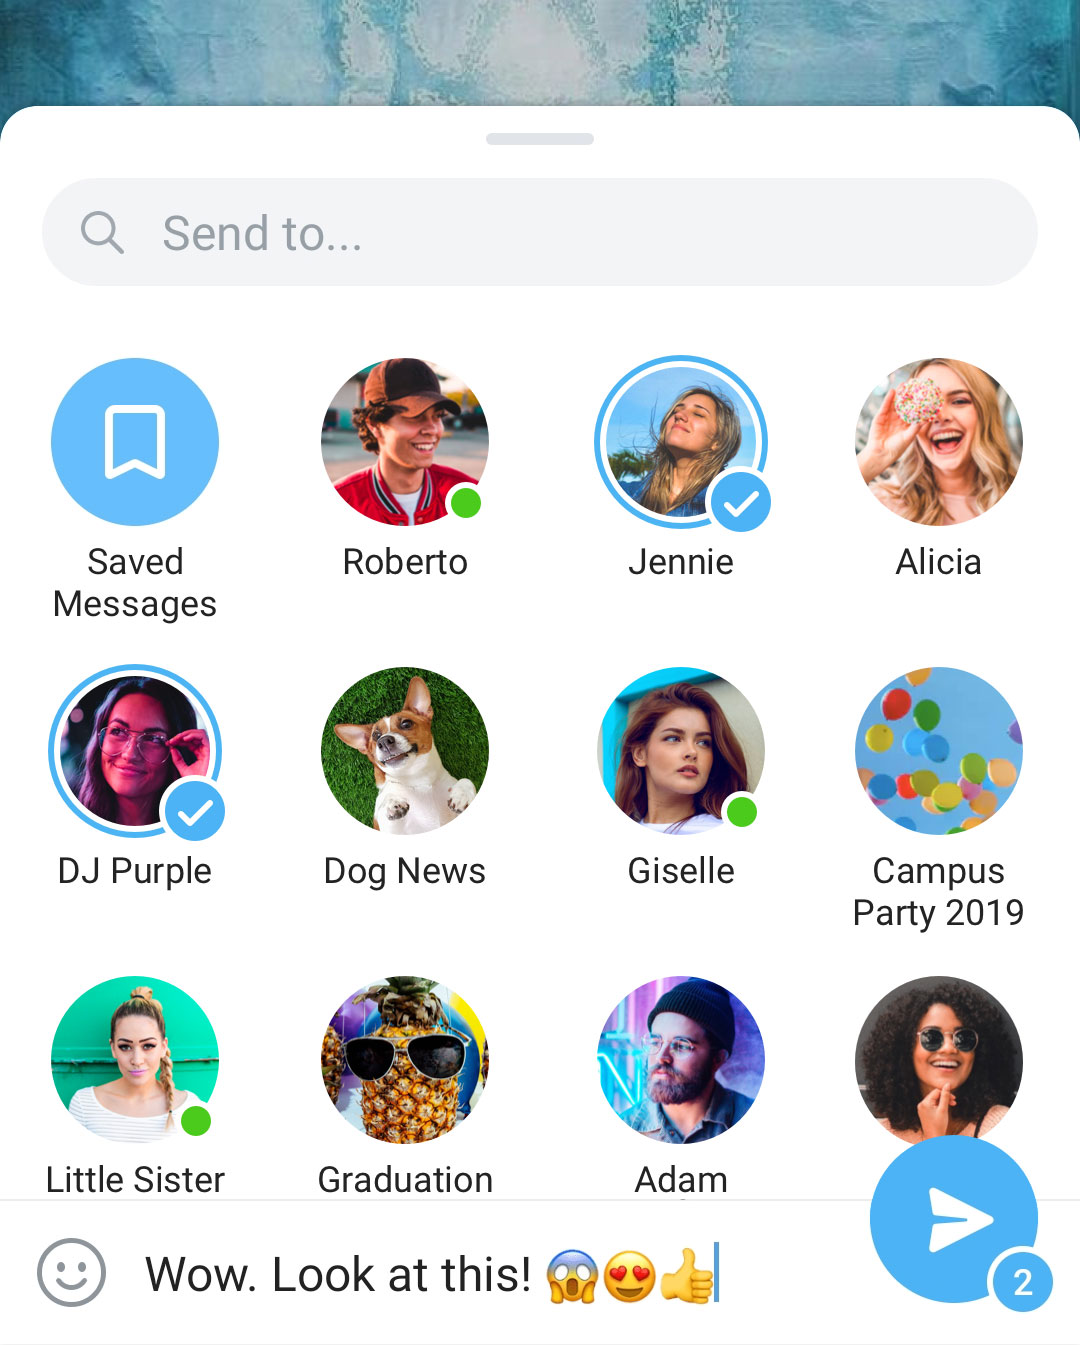 Send to...
Saved
Messages
Roberto
Jennie
Alicia
DJ Purple
Dog News
Giselle
Campus
Party 2019
Little Sister
Graduation
Adam
Wow. Look at this! 😱😍👍
2